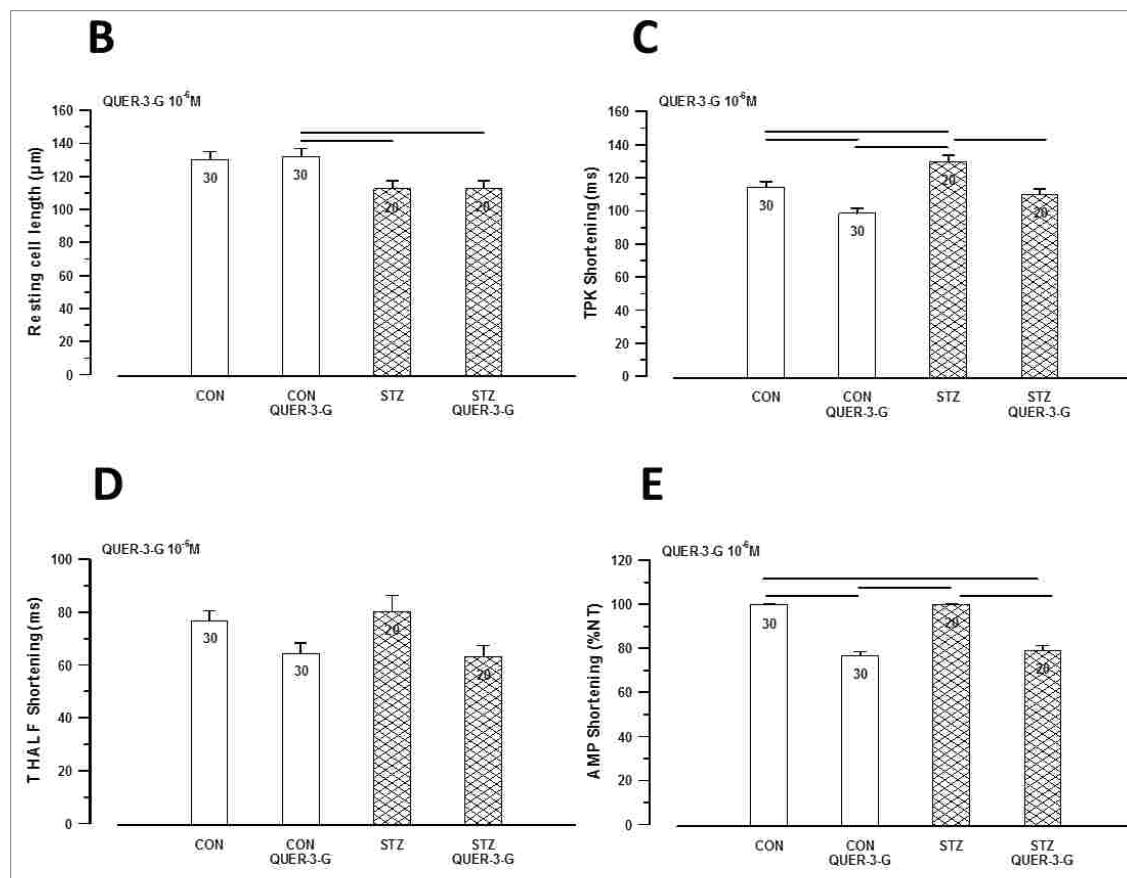 B
QUER-3-G 10⁻⁶M
Resting cell length (µm)
160
140
120
100
80
60
40
20
0
30
30
20
20
CON
CON
QUER-3-G
STZ
STZ
QUER-3-G
C
QUER-3-G 10⁻⁶M
TPK Shortening (ms)
160
140
120
100
80
60
40
20
0
30
30
20
20
CON
CON
QUER-3-G
STZ
STZ
QUER-3-G
D
QUER-3-G 10⁻⁶M
THALF Shortening (ms)
100
80
60
40
20
0
30
30
20
20
CON
CON
QUER-3-G
STZ
STZ
QUER-3-G
E
QUER-3-G 10⁻⁶M
AMP Shortening (%NT)
120
100
80
60
40
20
0
30
30
20
20
CON
CON
QUER-3-G
STZ
STZ
QUER-3-G